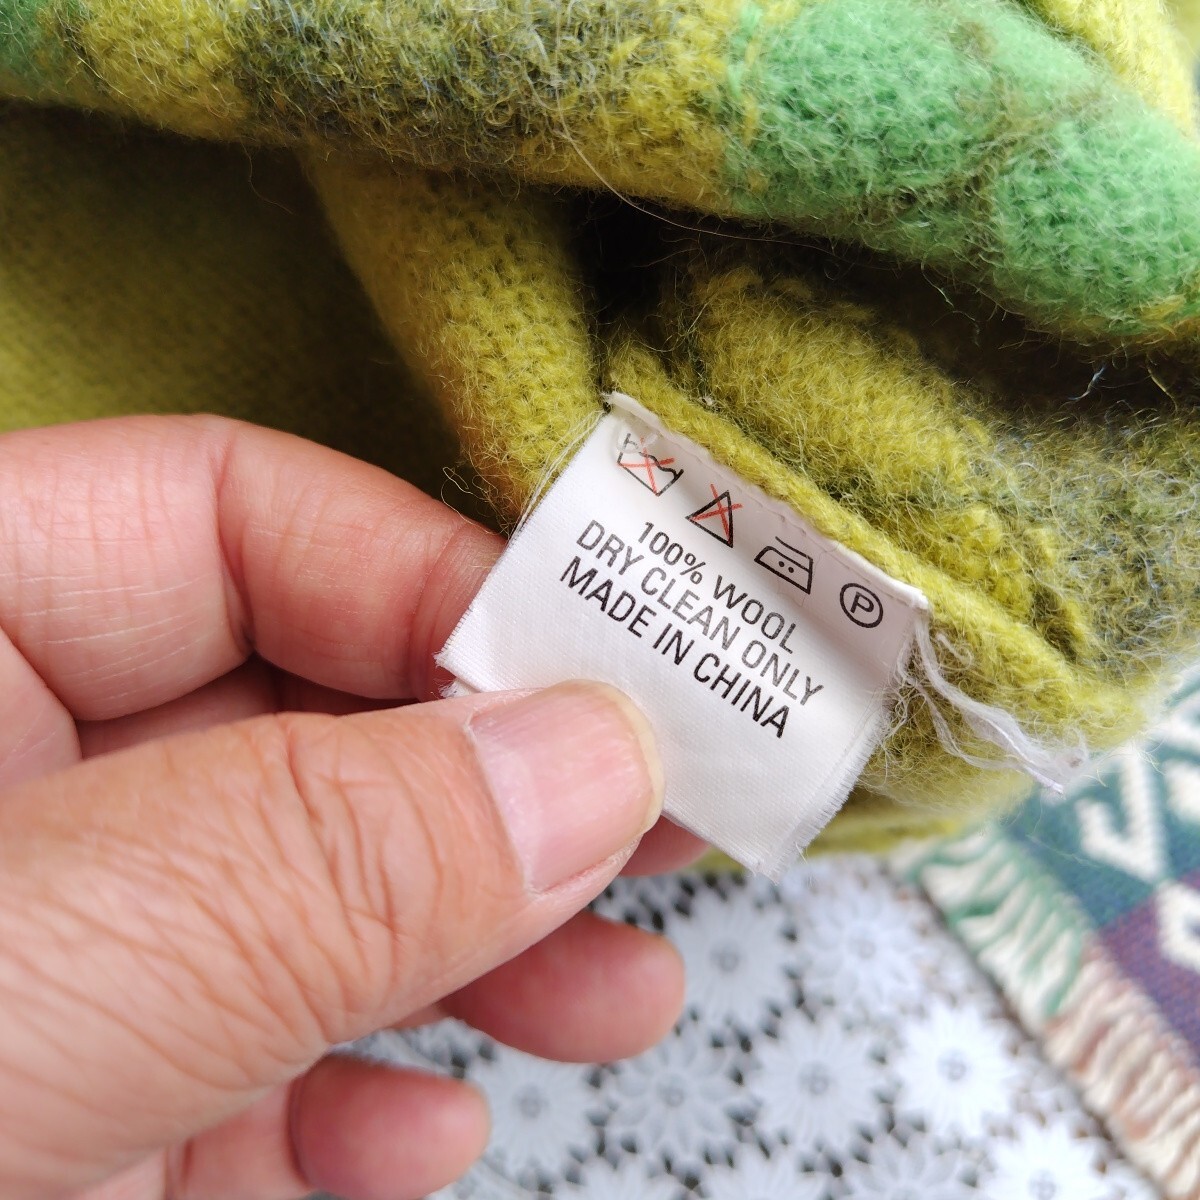 P
100% WOOL
DRY CLEAN ONLY
MADE IN CHINA